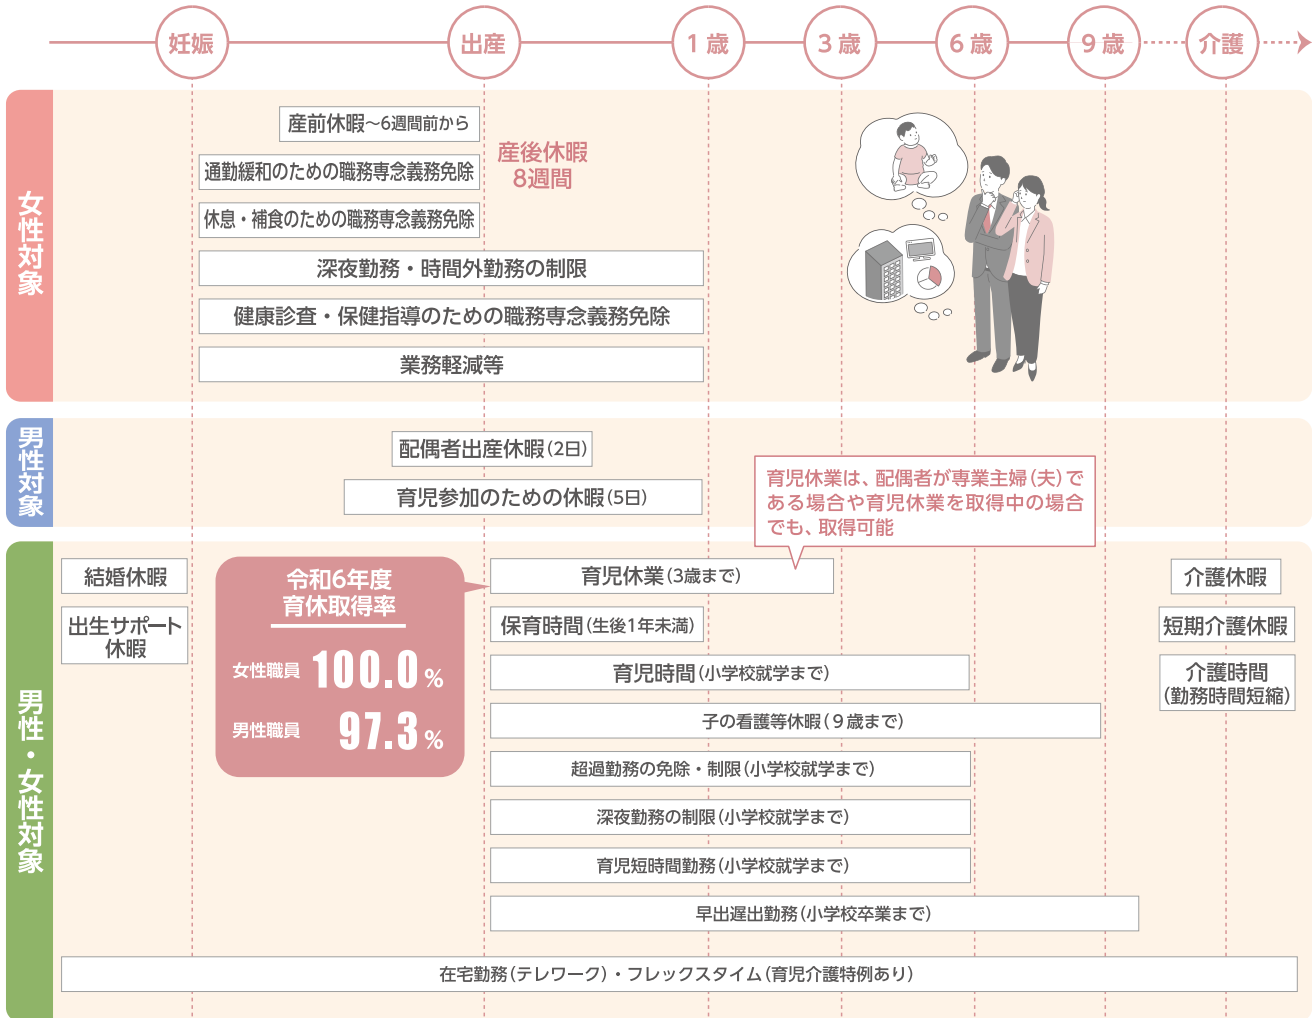 妊娠
出産
1歳
3歳
6歳
9歳
介護
女性対象
産前休暇～6週間前から
通勤緩和のための職務専念義務免除
産後休暇
8週間
休息・補食のための職務専念義務免除
深夜勤務・時間外勤務の制限
健康診査・保健指導のための職務専念義務免除
業務軽減等
男性対象
配偶者出産休暇(2日)
育児参加のための休暇(5日)
育児休業は、配偶者が専業主婦(夫)で
ある場合や育児休業を取得中の場合
でも、取得可能
男性・女性対象
結婚休暇
出生サポート
休暇
令和6年度
育休取得率
女性職員 100.0%
男性職員 97.3%
育児休業(3歳まで)
保育時間(生後1年未満)
育児時間(小学校就学まで)
子の看護等休暇(9歳まで)
超過勤務の免除・制限(小学校就学まで)
深夜勤務の制限(小学校就学まで)
育児短時間勤務(小学校就学まで)
早出遅出勤務(小学校卒業まで)
介護休暇
短期介護休暇
介護時間
(勤務時間短縮)
在宅勤務(テレワーク)・フレックスタイム(育児介護特例あり)